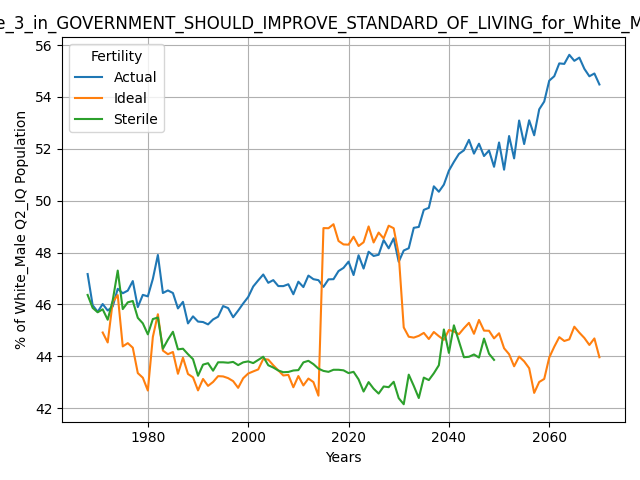 e_3_in_GOVERNMENT_SHOULD_IMPROVE_STANDARD_OF_LIVING_for_White_M
Fertility
Actual
Ideal
Sterile
% of White_Male Q2_IQ Population
56
54
52
50
48
46
44
42
1980
2000
2020
2040
2060
Years